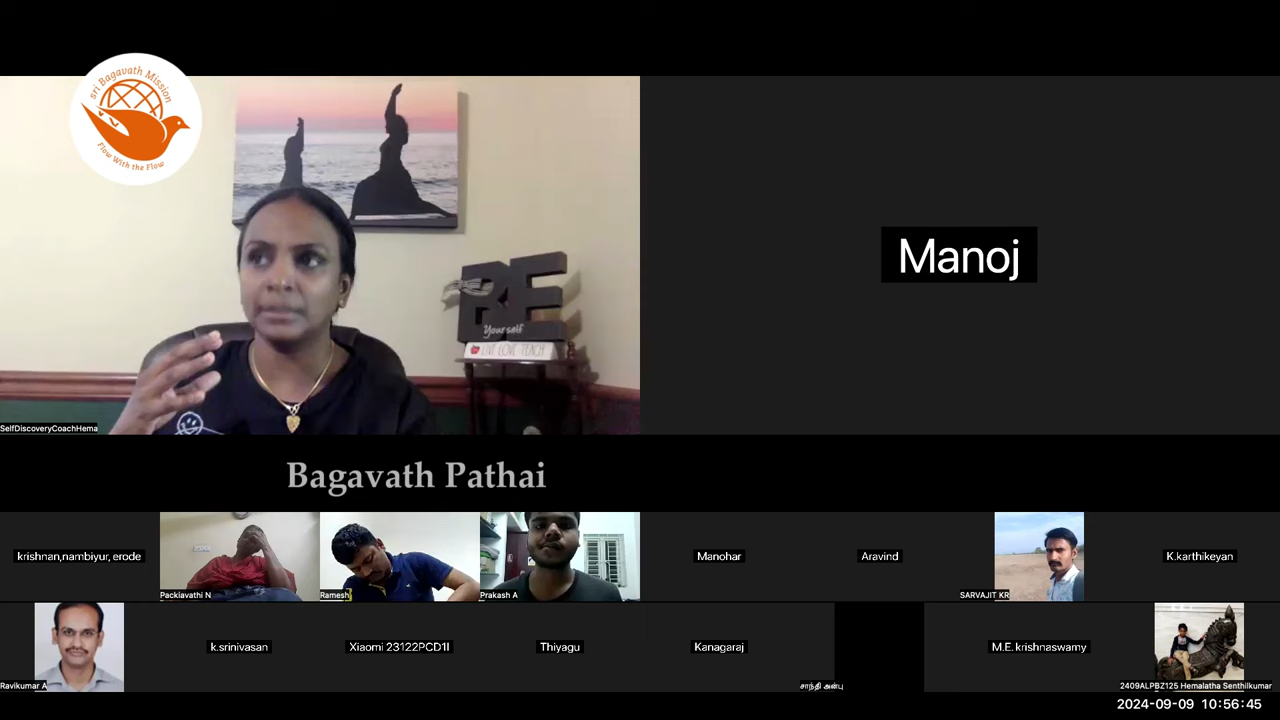 Sri Bagavath Mission
Flow With the Flow
BE
Yourself
LIVE LOVE TEACH
SelfDiscoveryCoachHema
Manoj
Bagavath Pathai
krishnan,nambiyur, erode
Packiavathi N
Ramesh
Prakash A
Manohar
Aravind
SARVAJIT KR
K.karthikeyan
Ravikumar A
k.srinivasan
Xiaomi 23122PCD1I
Thiyagu
Kanagaraj
சாந்தி அன்பு
M.E. krishnaswamy
2409ALPBZ125 Hemalatha Senthilkumar
2024-09-09 10:56:45